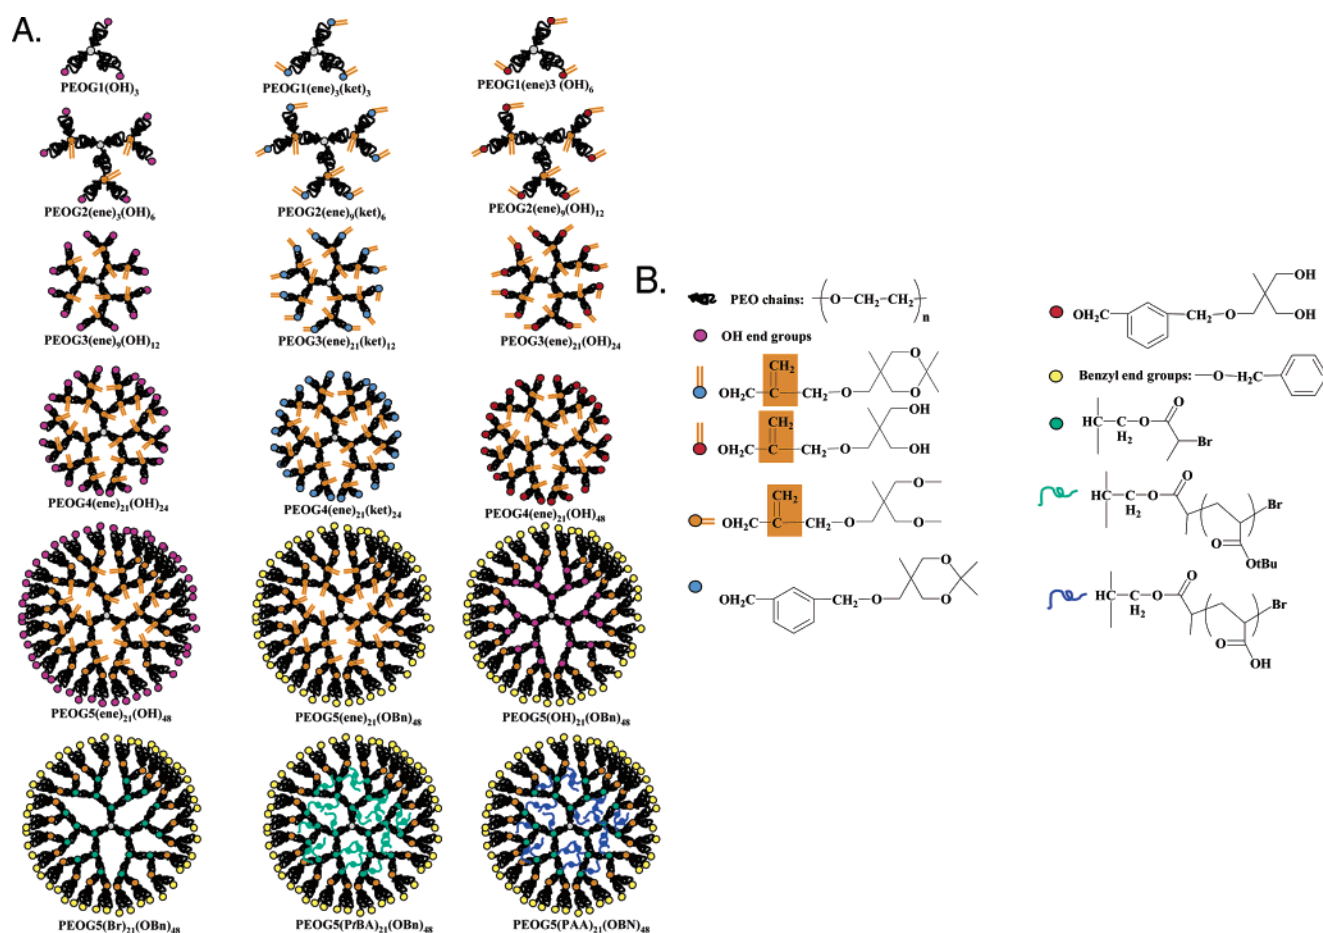 A.
PEOG1(OH)3
PEOG1(ene)3(ket)3
PEOG1(ene)3 (OH)6
PEOG2(ene)3(OH)6
PEOG2(ene)9(ket)6
PEOG2(ene)9(OH)12
PEOG3(ene)9(OH)12
PEOG3(ene)21(ket)12
PEOG3(ene)21(OH)24
PEOG4(ene)21(OH)24
PEOG4(ene)21(ket)24
PEOG4(ene)21(OH)48
PEOG5(ene)21(OH)48
PEOG5(ene)21(OBn)48
PEOG5(OH)21(OBn)48
PEOG5(Br)21(OBn)48
PEOG5(PtBA)21(OBn)48
PEOG5(PAA)21(OBN)48
B.
PEO chains: O—CH2—CH2 n
OH end groups
CH2
OH2C C CH2—O O O
CH2
OH2C C CH2—O OH OH
CH2
OH2C C CH2—O O O
OH2C CH2—O O O
OH2C CH2—O OH OH
Benzyl end groups: —O—H2C
HC C H2 O O Br
HC C H2 O O Br O OtBu
HC C H2 O O Br O OH